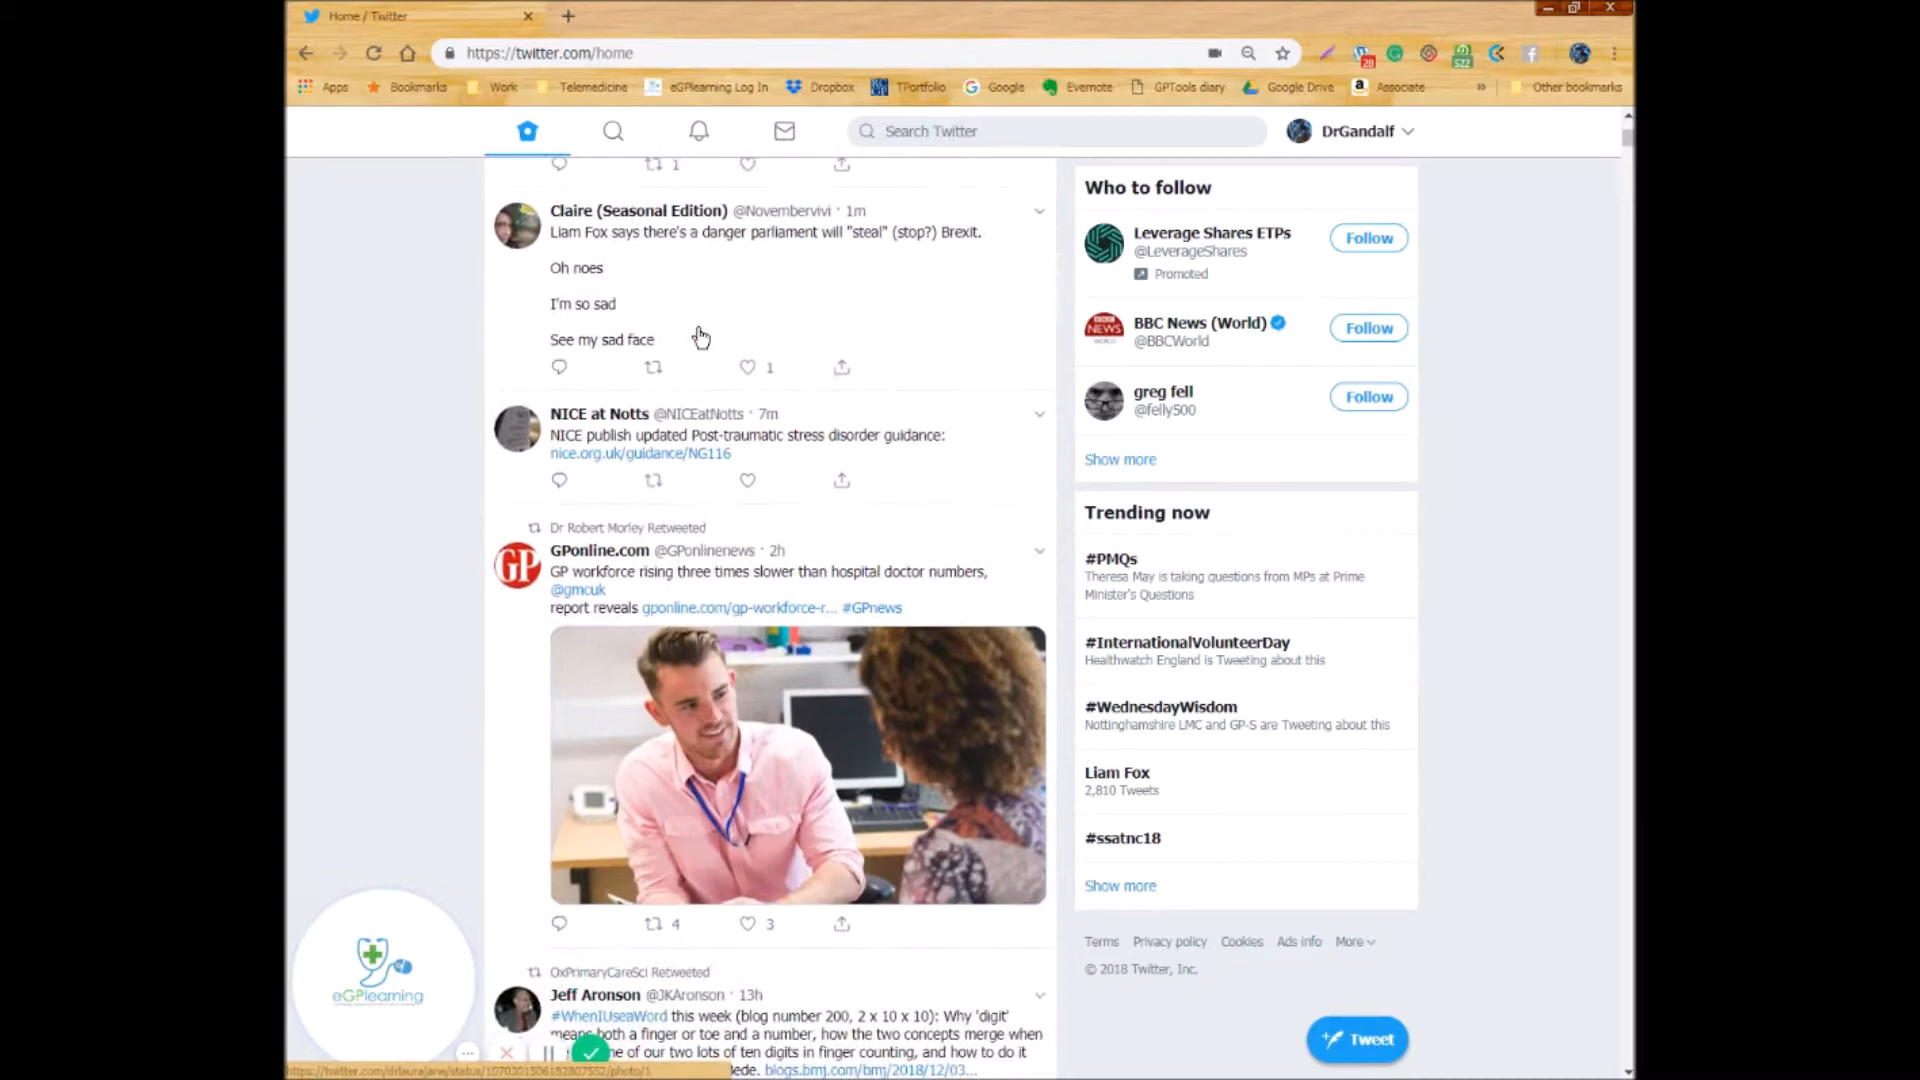 Home / Twitter
https://twitter.com/home
28
522
Apps
Bookmarks
Work
Telemedicine
eGPlearning Log In
Dropbox
TPortfolio
Google
Evernote
GPTools diary
Google Drive
Associate
»
Other bookmarks
Search Twitter
DrGandalf
1
Claire (Seasonal Edition) @Novembervivi · 1m
Liam Fox says there's a danger parliament will "steal" (stop?) Brexit.
Oh noes
I'm so sad
See my sad face
1
NICE at Notts @NICEatNotts · 7m
NICE publish updated Post-traumatic stress disorder guidance:
nice.org.uk/guidance/NG116
Dr Robert Morley Retweeted
GP
GPonline.com @GPonlinenews · 2h
GP workforce rising three times slower than hospital doctor numbers,
@gmcuk
report reveals gponline.com/gp-workforce-r... #GPnews
4
3
OxPrimaryCareSci Retweeted
Jeff Aronson @JKAronson · 13h
#WhenIUseaWord this week (blog number 200, 2 x 10 x 10): Why 'digit'
means both a finger or toe and a number, how the two concepts merge when
ne of our two lots of ten digits in finger counting, and how to do it
ede. blogs.bmj.com/bmj/2018/12/03...
Who to follow
Leverage Shares ETPs
@LeverageShares
Promoted
Follow
NEWS
BBC News (World)
@BBCWorld
Follow
greg fell
@felly500
Follow
Show more
Trending now
#PMQs
Theresa May is taking questions from MPs at Prime
Minister's Questions
#InternationalVolunteerDay
Healthwatch England is Tweeting about this
#WednesdayWisdom
Nottinghamshire LMC and GP-S are Tweeting about this
Liam Fox
2,810 Tweets
#ssatnc18
Show more
Terms Privacy policy Cookies Ads info More
© 2018 Twitter, Inc.
Tweet
eGPlearning
https://twitter.com/drlaurajane/status/1070301506182807552/photo/1